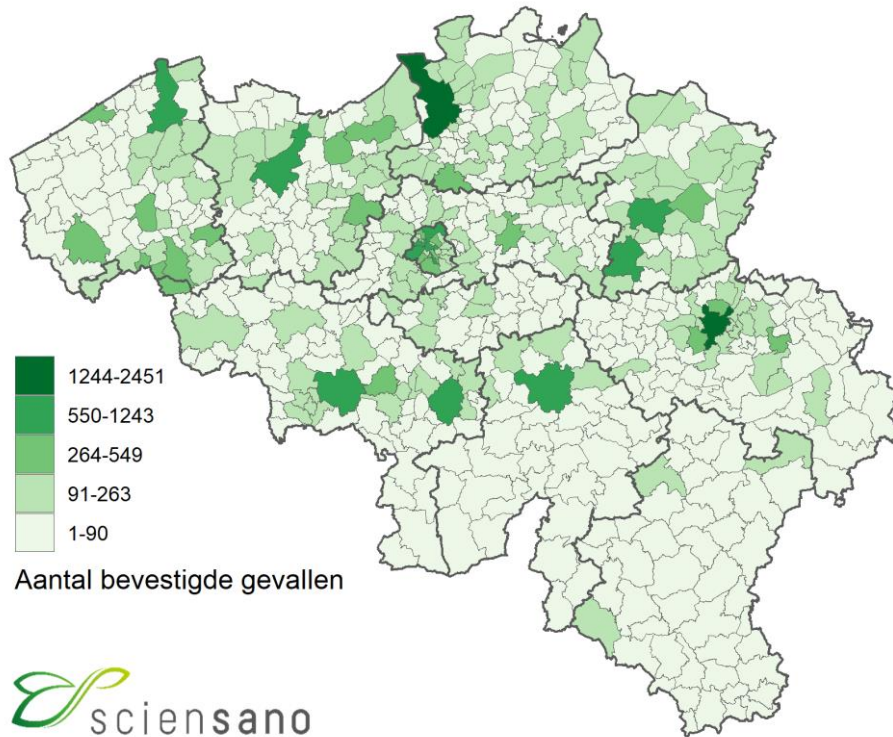 1244-2451
550-1243
264-549
91-263
1-90
Aantal bevestigde gevallen
sciensano